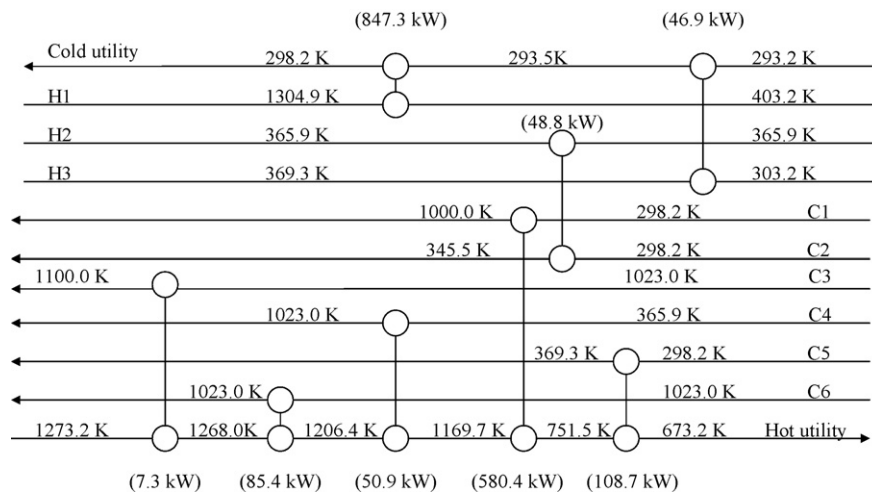 (847.3 kW) (46.9 kW)
Cold utility 298.2 K 293.5K 293.2 K
H1 1304.9 K 403.2 K
(48.8 kW)
H2 365.9 K 365.9 K
H3 369.3 K 303.2 K
1000.0 K 298.2 K C1
345.5 K 298.2 K C2
1100.0 K 1023.0 K C3
1023.0 K 365.9 K C4
369.3 K 298.2 K C5
1023.0 K 1023.0 K C6
1273.2 K 1268.0K 1206.4 K 1169.7 K 751.5 K 673.2 K Hot utility
(7.3 kW) (85.4 kW) (50.9 kW) (580.4 kW) (108.7 kW)